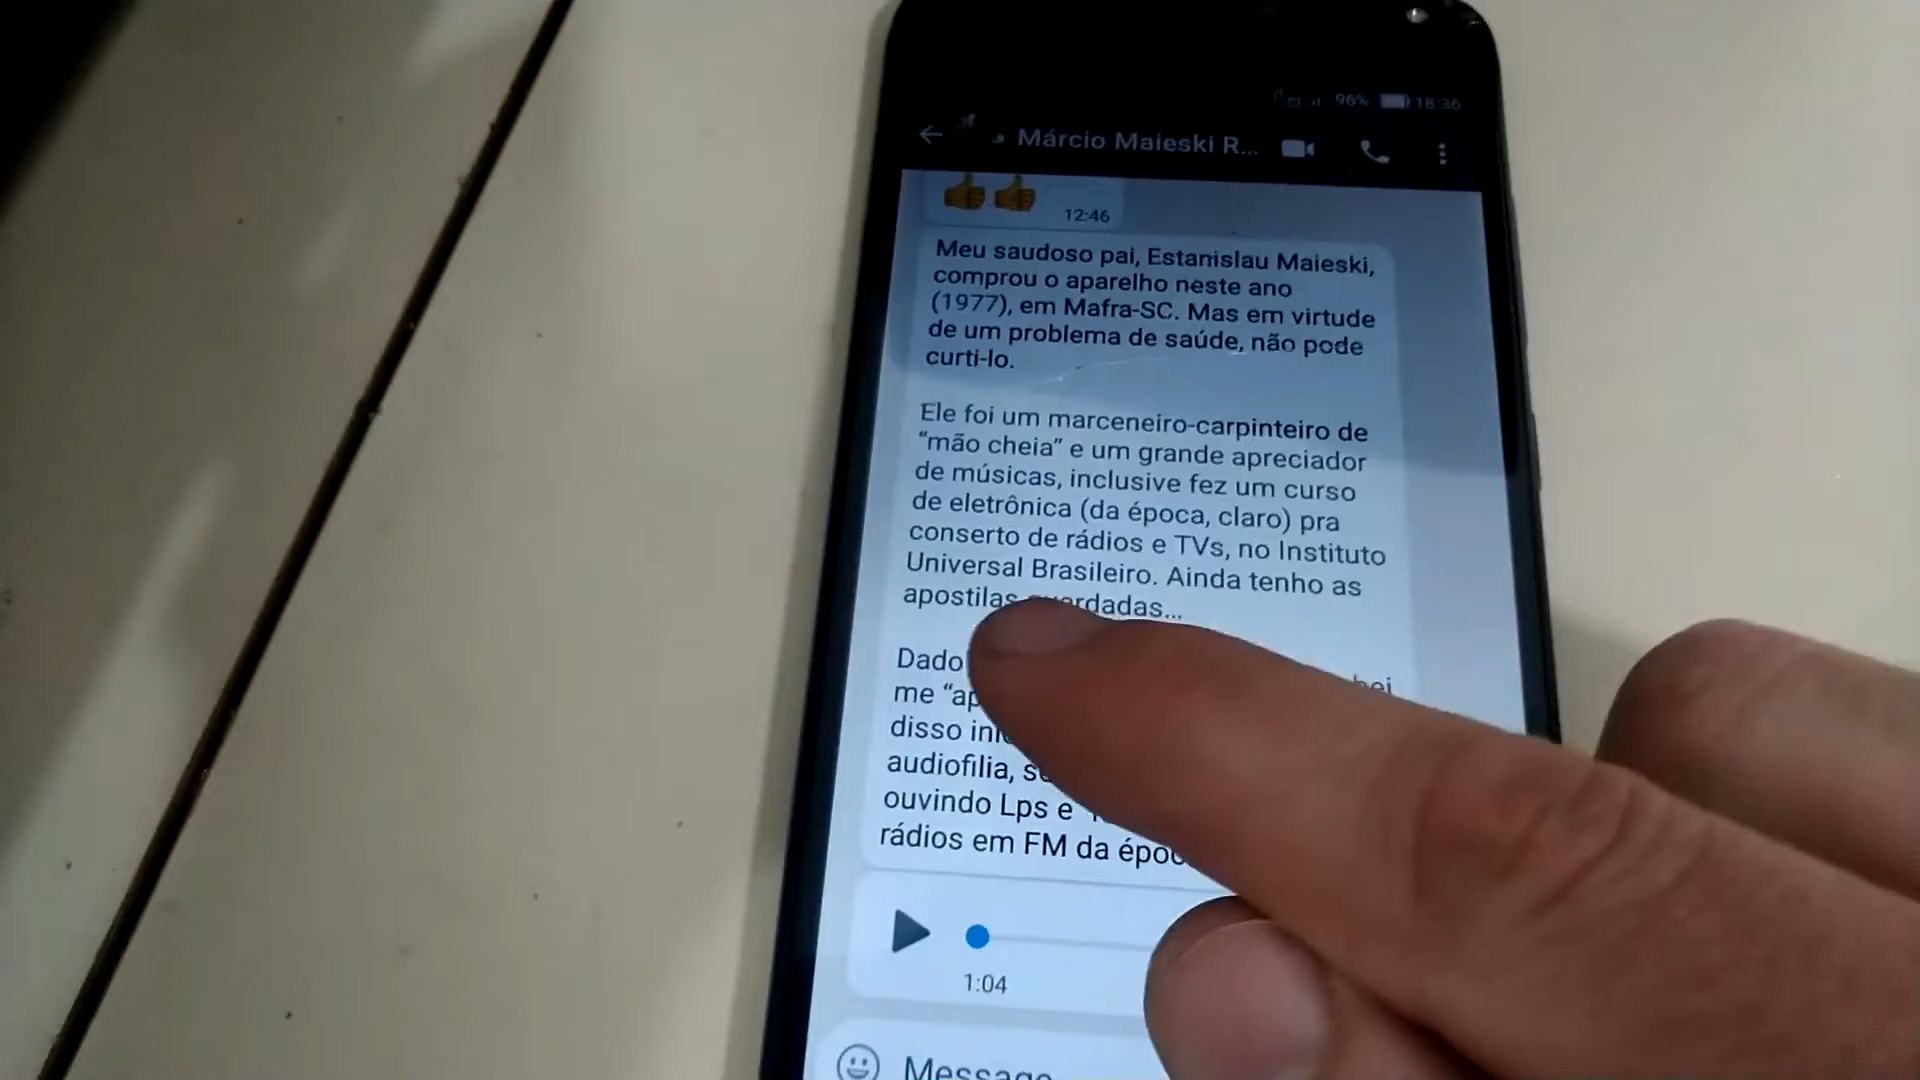 96% 18:36
Márcio Maieski R...
👍👍 12:46
Meu saudoso pai, Estanislau Maieski,
comprou o aparelho neste ano
(1977), em Mafra-SC. Mas em virtude
de um problema de saúde, não pode
curti-lo.
Ele foi um marceneiro-carpinteiro de
“mão cheia” e um grande apreciador
de músicas, inclusive fez um curso
de eletrônica (da época, claro) pra
conserto de rádios e TVs, no Instituto
Universal Brasileiro. Ainda tenho as
apostilas
Dado
me
disso
audiofilia,
ouvindo Lps e
rádios em FM da
1:04
Message